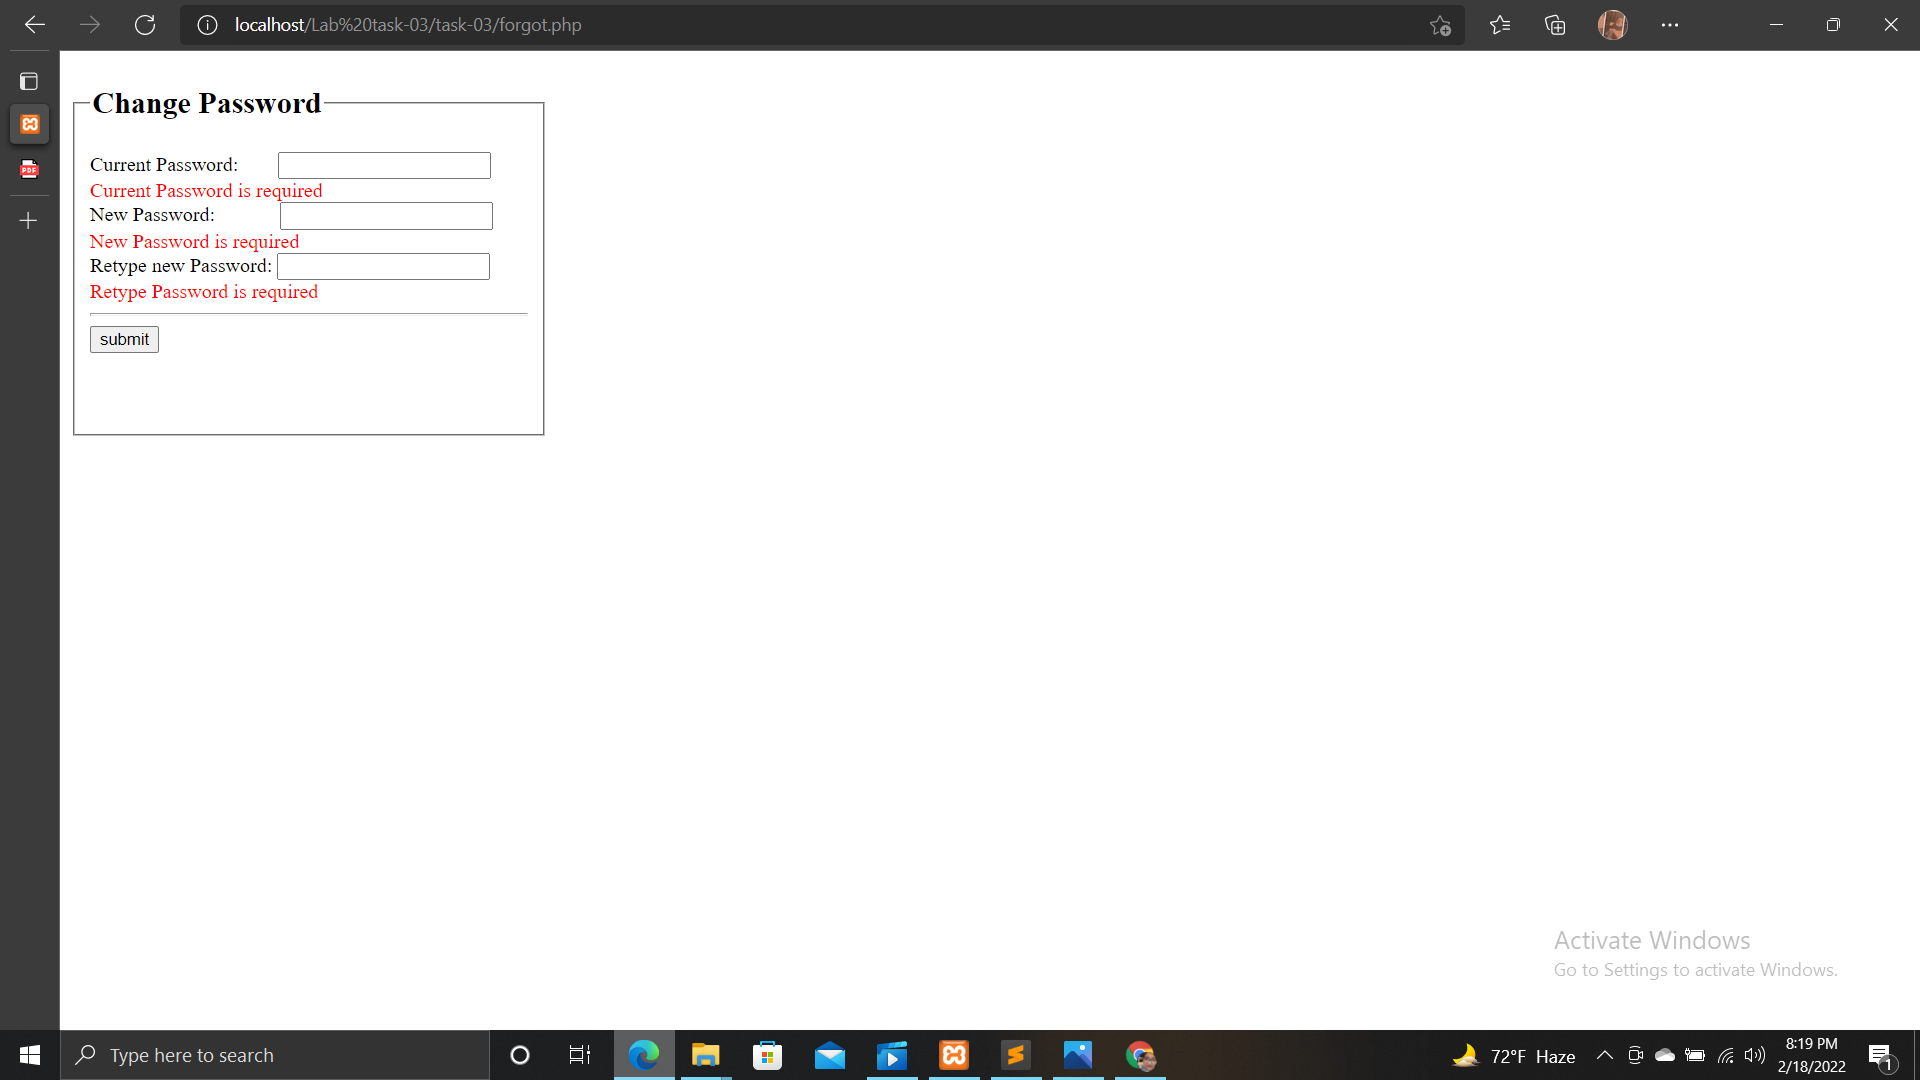 localhost/Lab%20task-03/task-03/forgot.php
Change Password
Current Password:
Current Password is required
New Password:
New Password is required
Retype new Password:
Retype Password is required
submit
PDF
Activate Windows
Go to Settings to activate Windows.
Type here to search
72°F Haze
8:19 PM
2/18/2022
1